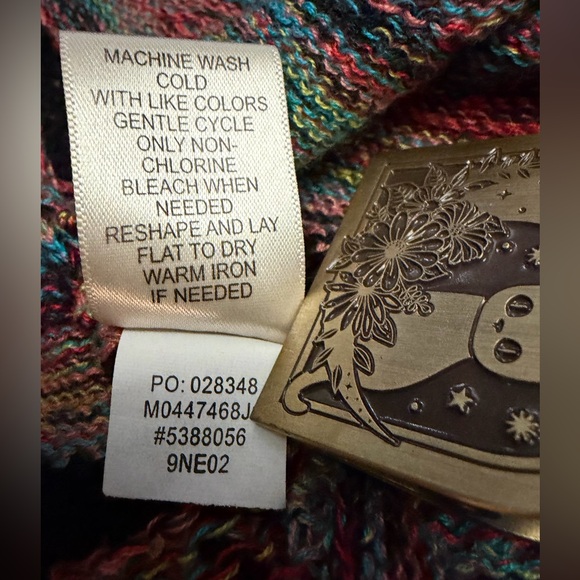 MACHINE WASH
COLD
WITH LIKE COLORS
GENTLE CYCLE
ONLY NON-
CHLORINE
BLEACH WHEN
NEEDED
RESHAPE AND LAY
FLAT TO DRY
WARM IRON
IF NEEDED
PO: 028348
M0447468J
#5388056
9NE02